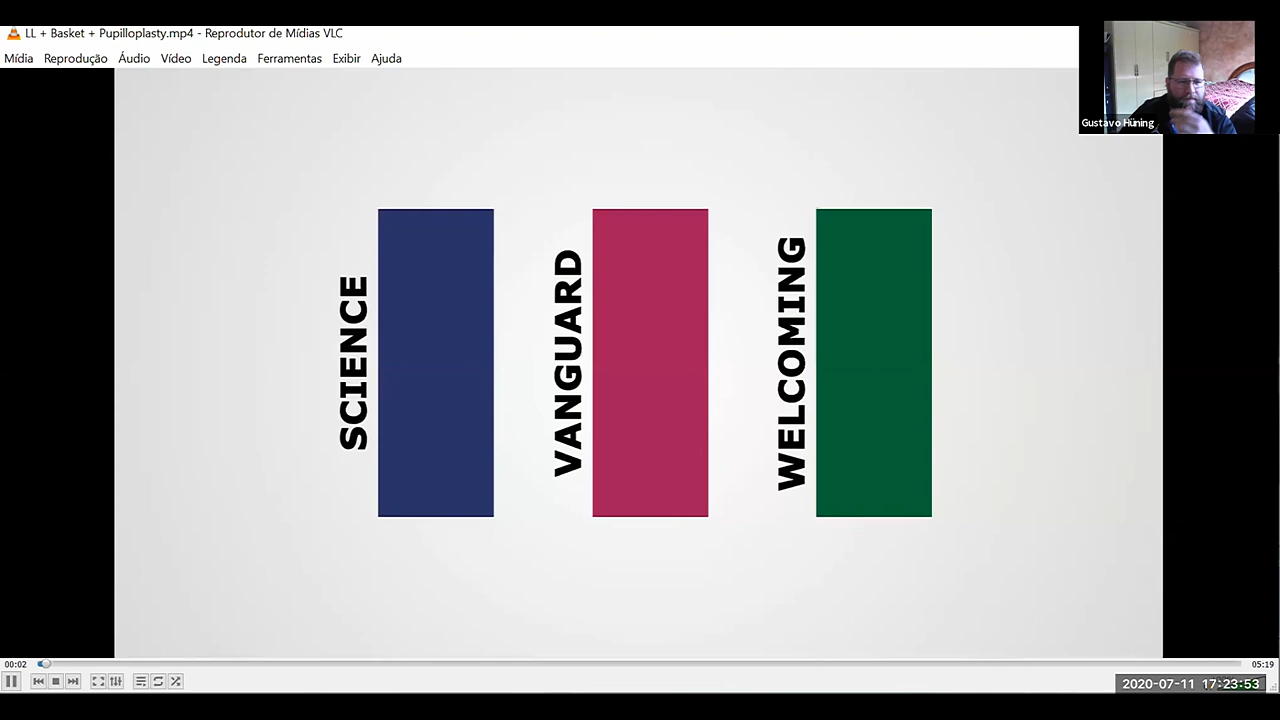 LL + Basket + Pupilloplasty.mp4 - Reprodutor de Mídias VLC
Mídia Reprodução Áudio Vídeo Legenda Ferramentas Exibir Ajuda
Gustavo Hüning
SCIENCE
VANGUARD
WELCOMING
00:02
05:19
2020-07-11 17:23:53